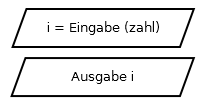 i = Eingabe (zahl)
Ausgabe i